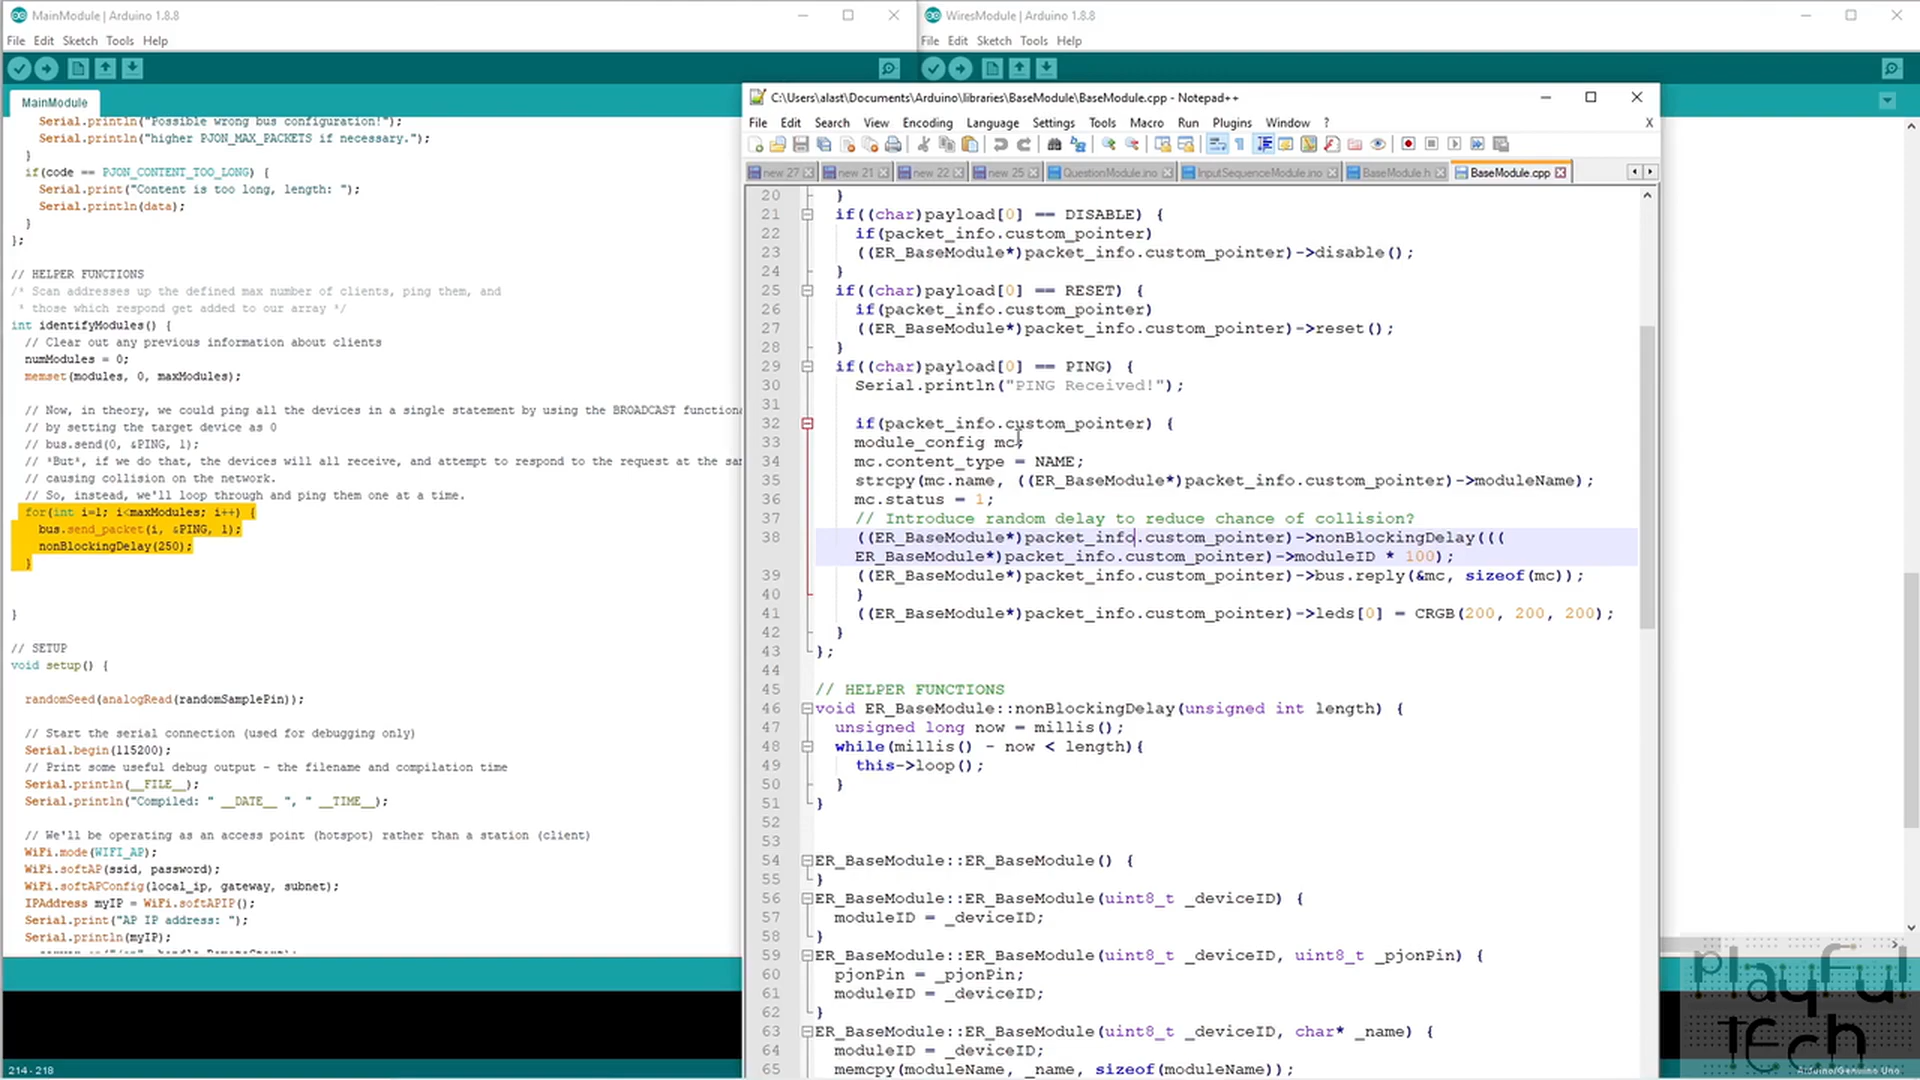 MainModule | Arduino 1.8.8
File Edit Sketch Tools Help
MainModule
Serial.println("Possible wrong bus configuration!");
Serial.println("higher PJON_MAX_PACKETS if necessary.");
}
if(code == PJON_CONTENT_TOO_LONG) {
Serial.print("Content is too long, length: ");
Serial.println(data);
}
};
// HELPER FUNCTIONS
/* Scan addresses up the defined max number of clients, ping them, and
* those which respond get added to our array */
int identifyModules() {
// Clear out any previous information about clients
numModules = 0;
memset(modules, 0, maxModules);
// Now, in theory, we could ping all the devices in a single statement by using the BROADCAST functiona
// by setting the target device as 0
// bus.send(0, &PING, 1);
// *But*, if we do that, the devices will all receive, and attempt to respond to the request at the sam
// causing collision on the network.
// So, instead, we'll loop through and ping them one at a time.
for(int i=1; i<maxModules; i++) {
bus.send_packet(i, &PING, 1);
nonBlockingDelay(250);
}
}
// SETUP
void setup() {
randomSeed(analogRead(randomSamplePin));
// Start the serial connection (used for debugging only)
Serial.begin(115200);
// Print some useful debug output - the filename and compilation time
Serial.println(__FILE__);
Serial.println("Compiled: " __DATE__ ", " __TIME__);
// We'll be operating as an access point (hotspot) rather than a station (client)
WiFi.mode(WIFI_AP);
WiFi.softAP(ssid, password);
WiFi.softAPConfig(local_ip, gateway, subnet);
IPAddress myIP = WiFi.softAPIP();
Serial.print("AP IP address: ");
Serial.println(myIP);
214 - 218
WiresModule | Arduino 1.8.8
File Edit Sketch Tools Help
C:\Users\alast\Documents\Arduino\libraries\BaseModule\BaseModule.cpp - Notepad++
File Edit Search View Encoding Language Settings Tools Macro Run Plugins Window ? X
new 27 new 21 new 22 new 25 QuestionModule.ino InputSequenceModule.ino BaseModule.h BaseModule.cpp
20 }
21 if((char)payload[0] == DISABLE) {
22 if(packet_info.custom_pointer)
23 ((ER_BaseModule*)packet_info.custom_pointer)->disable();
24 }
25 if((char)payload[0] == RESET) {
26 if(packet_info.custom_pointer)
27 ((ER_BaseModule*)packet_info.custom_pointer)->reset();
28 }
29 if((char)payload[0] == PING) {
30 Serial.println("PING Received!");
31
32 if(packet_info.custom_pointer) {
33 module_config mc;
34 mc.content_type = NAME;
35 strcpy(mc.name, ((ER_BaseModule*)packet_info.custom_pointer)->moduleName);
36 mc.status = 1;
37 // Introduce random delay to reduce chance of collision?
38 ((ER_BaseModule*)packet_info.custom_pointer)->nonBlockingDelay(((
ER_BaseModule*)packet_info.custom_pointer)->moduleID * 100);
39 ((ER_BaseModule*)packet_info.custom_pointer)->bus.reply(&mc, sizeof(mc));
40 }
41 ((ER_BaseModule*)packet_info.custom_pointer)->leds[0] = CRGB(200, 200, 200);
42 }
43 };
44
45 // HELPER FUNCTIONS
46 void ER_BaseModule::nonBlockingDelay(unsigned int length) {
47 unsigned long now = millis();
48 while(millis() - now < length){
49 this->loop();
50 }
51 }
52
53
54 ER_BaseModule::ER_BaseModule() {
55 }
56 ER_BaseModule::ER_BaseModule(uint8_t _deviceID) {
57 moduleID = _deviceID;
58 }
59 ER_BaseModule::ER_BaseModule(uint8_t _deviceID, uint8_t _pjonPin) {
60 pjonPin = _pjonPin;
61 moduleID = _deviceID;
62 }
63 ER_BaseModule::ER_BaseModule(uint8_t _deviceID, char* _name) {
64 moduleID = _deviceID;
65 memcpy(moduleName, _name, sizeof(moduleName));
playful
tech
Arduino/Genuino Uno